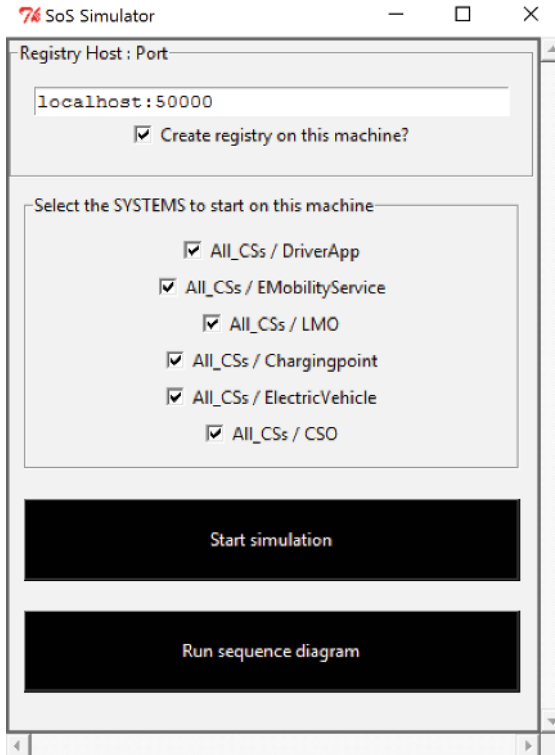 SoS Simulator
Registry Host : Port
localhost:50000
Create registry on this machine?
Select the SYSTEMS to start on this machine
All_CSs / DriverApp
All_CSs / EMobilityService
All_CSs / LMO
All_CSs / Chargingpoint
All_CSs / ElectricVehicle
All_CSs / CSO
Start simulation
Run sequence diagram